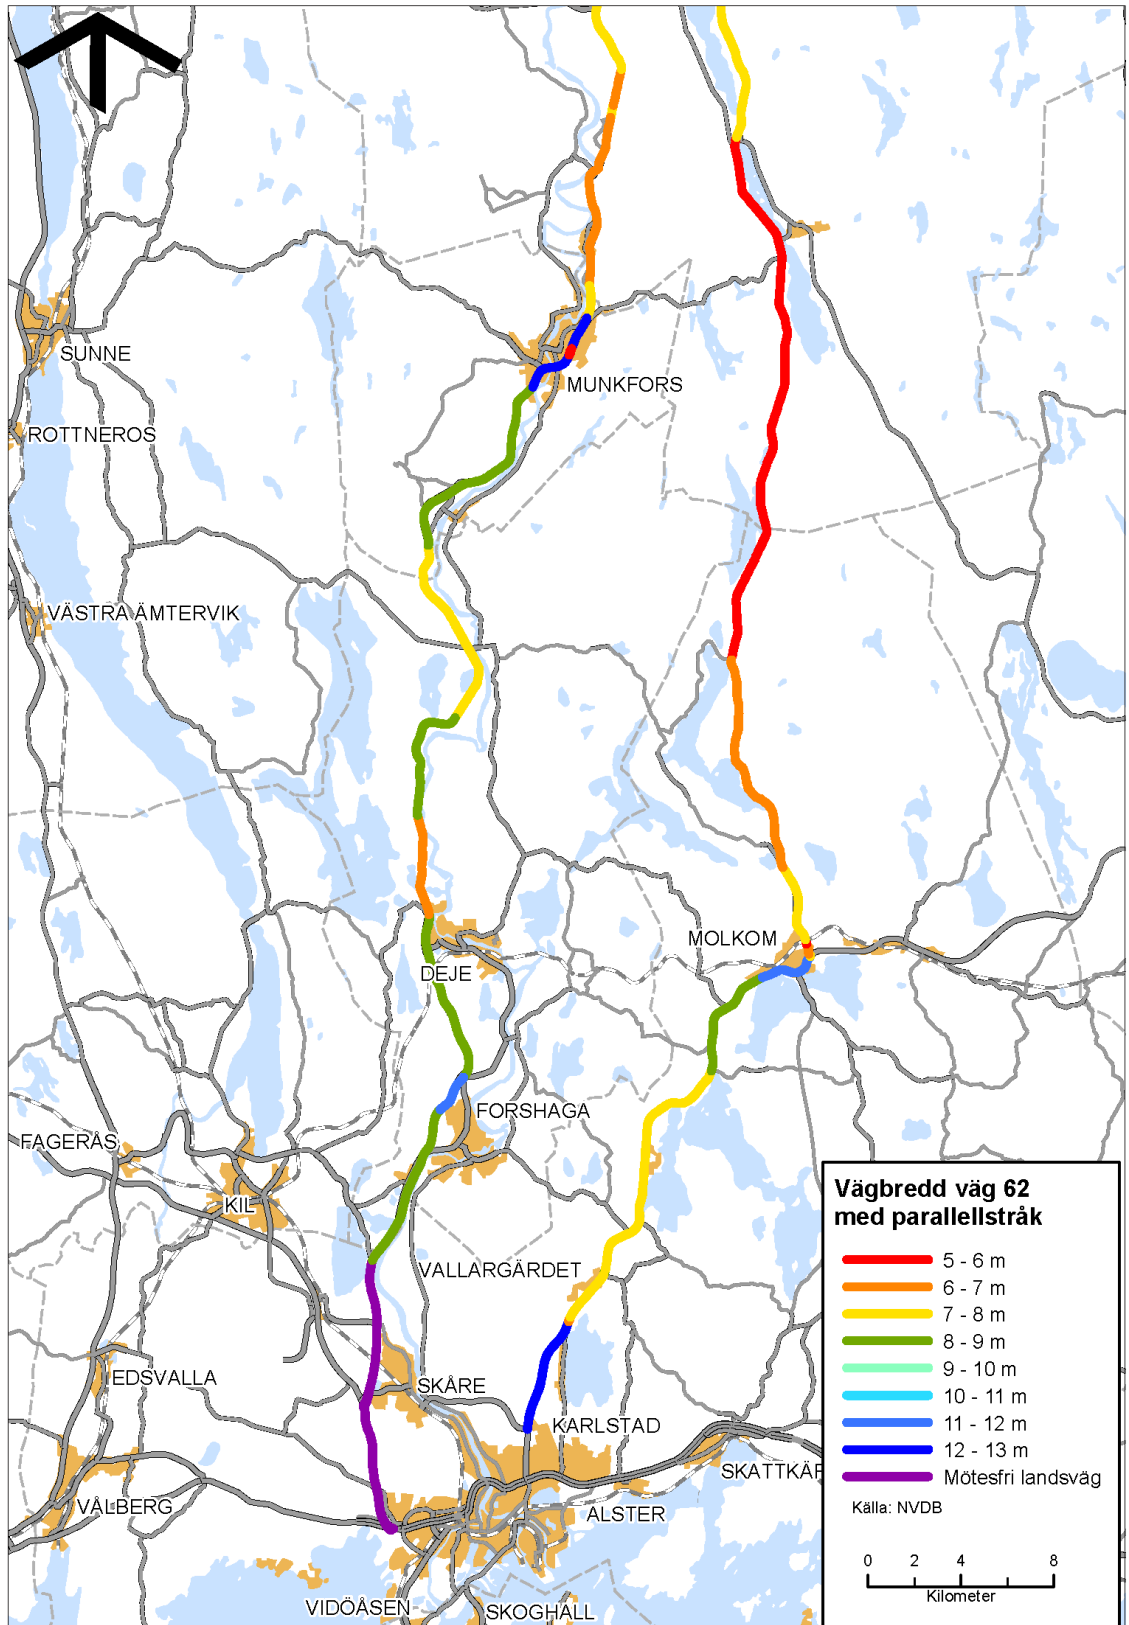 SUNNE
MUNKFORS
ROTTNEROS
VÄSTRA ÄMTERVIK
MOLKOM
DEJE
FORSHAGA
FAGERÅS
KIL
VALLARGÄRDET
EDSVALLA
SKÅRE
KARLSTAD
SKATTKÄR
VÅLBERG
ALSTER
VIDÖÅSEN
SKOGHALL
Vägbredd väg 62
med parallellstråk
5 - 6 m
6 - 7 m
7 - 8 m
8 - 9 m
9 - 10 m
10 - 11 m
11 - 12 m
12 - 13 m
Mötesfri landsväg
Källa: NVDB
0 2 4 8
Kilometer